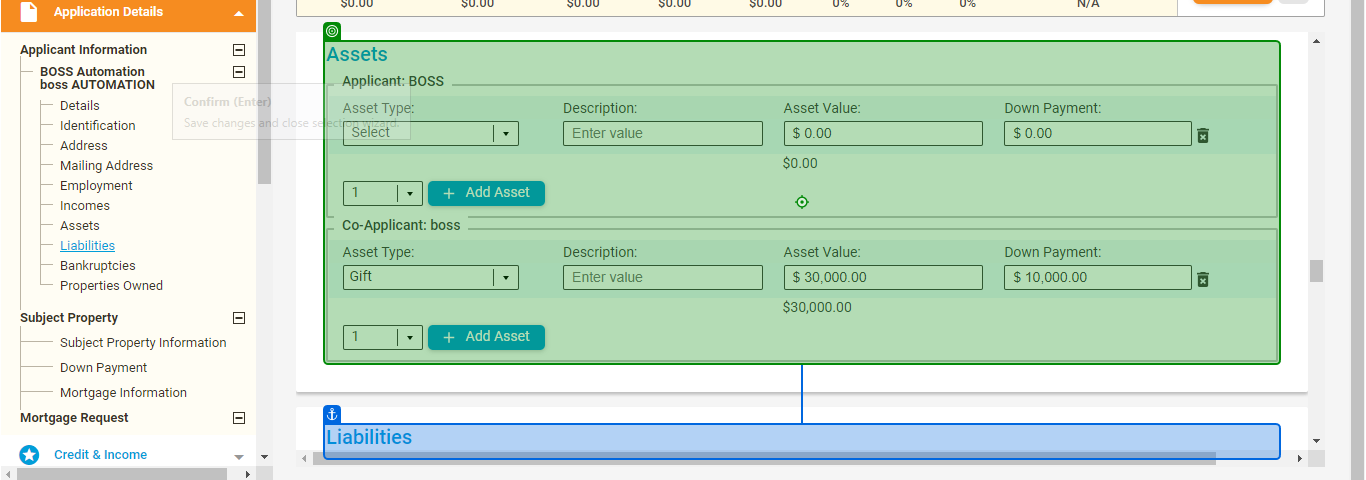 $0.00 $0.00 $0.00 $0.00 $0.00 0% 0% 0% N/A
Application Details
Applicant Information
BOSS Automation
boss AUTOMATION
Details
Identification
Address
Mailing Address
Employment
Incomes
Assets
Liabilities
Bankruptcies
Properties Owned
Subject Property
Subject Property Information
Down Payment
Mortgage Information
Mortgage Request
Credit & Income
Confirm (Enter)
Save changes and close selection wizard.
Assets
Applicant: BOSS
Asset Type: Description: Asset Value: Down Payment:
Select Enter value $ 0.00 $ 0.00
$0.00
1 + Add Asset
Co-Applicant: boss
Asset Type: Description: Asset Value: Down Payment:
Gift Enter value $ 30,000.00 $ 10,000.00
$30,000.00
1 + Add Asset
Liabilities